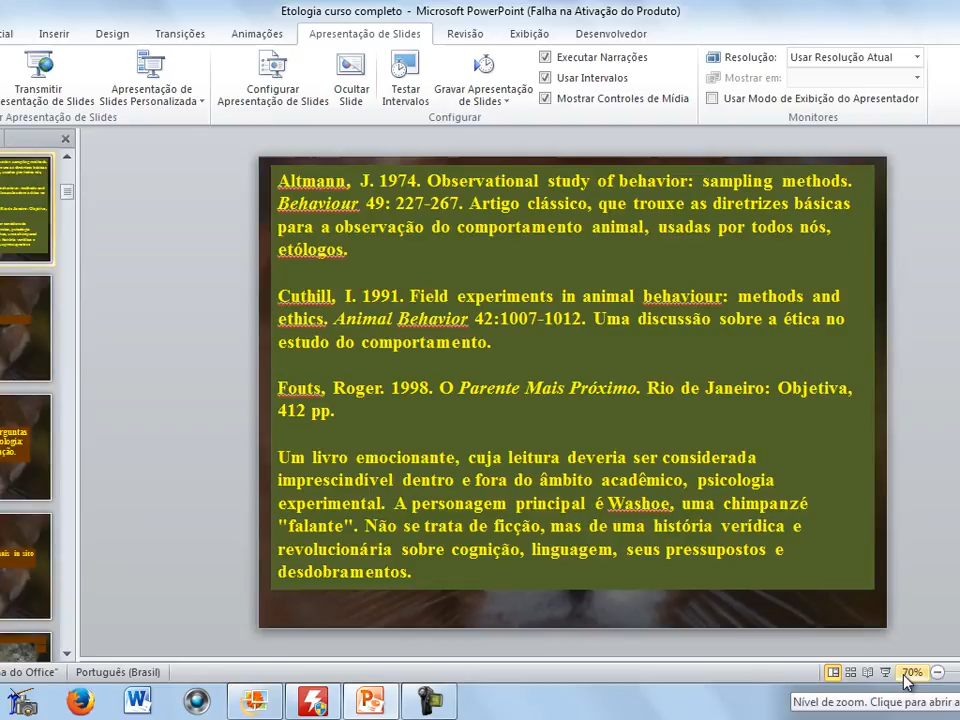 Etologia curso completo - Microsoft PowerPoint (Falha na Ativação do Produto)
Inserir Design Transições Animações Apresentação de Slides Revisão Exibição Desenvolvedor
Transmitir
Apresentação de
Slides Personalizada
Configurar
Apresentação de Slides
Ocultar
Slide
Testar
Intervalos
Gravar Apresentação
de Slides
Executar Narrações
Usar Intervalos
Mostrar Controles de Mídia
Resolução: Usar Resolução Atual
Mostrar em:
Usar Modo de Exibição do Apresentador
Apresentação de Slides
Configurar
Monitores
Altmann, J. 1974. Observational study of behavior: sampling methods.
Behaviour 49: 227-267. Artigo clássico, que trouxe as diretrizes básicas
para a observação do comportamento animal, usadas por todos nós,
etólogos.
Cuthill, I. 1991. Field experiments in animal behaviour: methods and
ethics. Animal Behavior 42:1007-1012. Uma discussão sobre a ética no
estudo do comportamento.
Fouts, Roger. 1998. O Parente Mais Próximo. Rio de Janeiro: Objetiva,
412 pp.
Um livro emocionante, cuja leitura deveria ser considerada
imprescindível dentro e fora do âmbito acadêmico, psicologia
experimental. A personagem principal é Washoe, uma chimpanzé
"falante". Não se trata de ficção, mas de uma história verídica e
revolucionária sobre cognição, linguagem, seus pressupostos e
desdobramentos.
do Office" Português (Brasil) 70%
Nível de zoom. Clique para abrir a